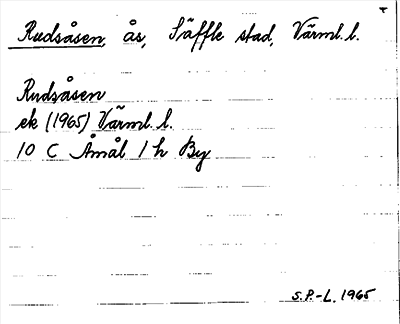 Rudsåsen, ås, Säffle stad, Värml. l.
Rudsåsen
ek (1965) Värml. l.
10 C Åmål 1 h By
S.P.-L. 1965